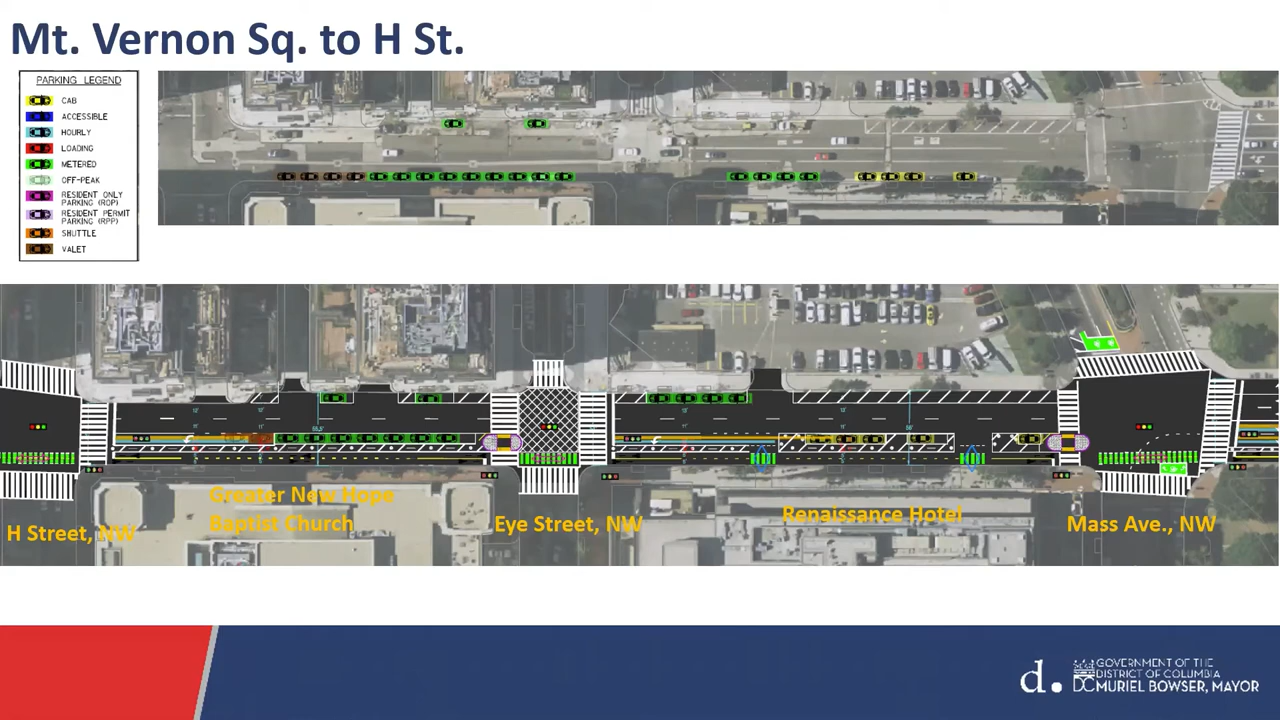 Mt. Vernon Sq. to H St.
PARKING LEGEND
CAB
ACCESSIBLE
HOURLY
LOADING
METERED
OFF-PEAK
RESIDENT ONLY
PARKING (ROP)
RESIDENT PERMIT
PARKING (RPP)
SHUTTLE
VALET
Greater New Hope
Baptist Church
H Street, NW
Eye Street, NW
Renaissance Hotel
Mass Ave., NW
d.
GOVERNMENT OF THE
DISTRICT OF COLUMBIA
DC MURIEL BOWSER, MAYOR